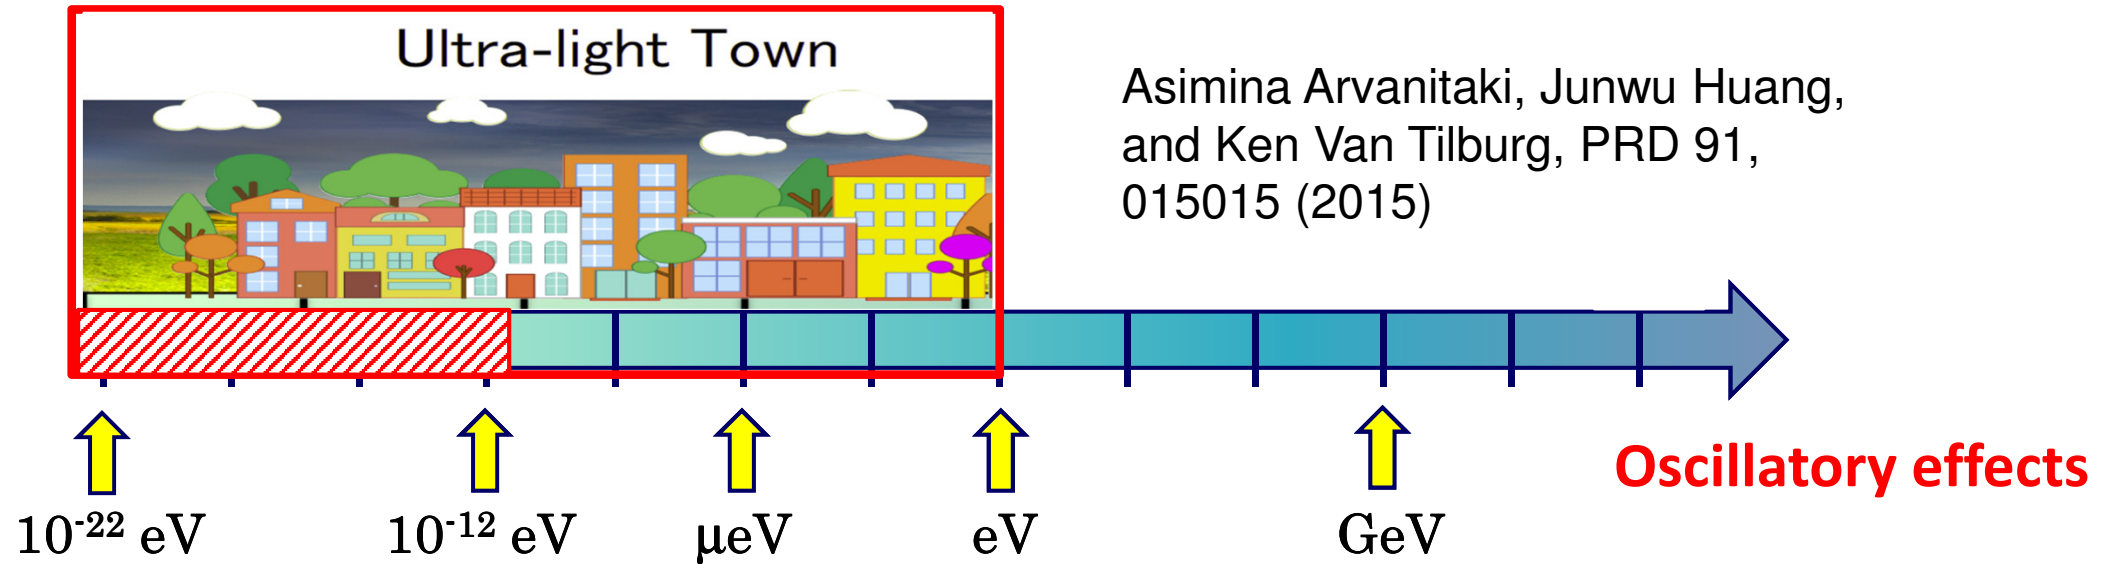 Ultra-light Town
Asimina Arvanitaki, Junwu Huang,
and Ken Van Tilburg, PRD 91,
015015 (2015)
Oscillatory effects
10⁻²² eV
10⁻¹² eV
μeV
eV
GeV